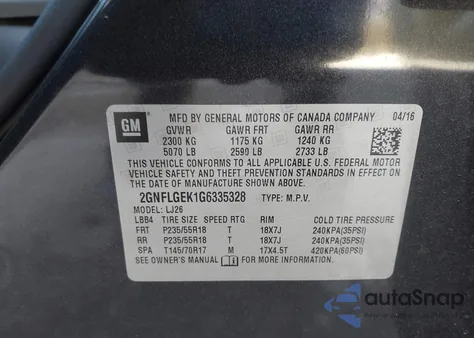 GM
MFD BY GENERAL MOTORS OF CANADA COMPANY 04/16
GVWR GAWR FRT GAWR RR
2300 KG 1175 KG 1240 KG
5070 LB 2590 LB 2733 LB
THIS VEHICLE CONFORMS TO ALL APPLICABLE U.S. FEDERAL MOTOR
VEHICLE SAFETY AND THEFT PREVENTION STANDARDS IN EFFECT ON
THE DATE OF MANUFACTURE SHOWN ABOVE.
2GNFLGEK1G6335328 TYPE: M.P.V.
MODEL: LJ26
LBB4 TIRE SIZE SPEED RTG RIM COLD TIRE PRESSURE
FRT P235/55R18 T 18X7J 240KPA(35PSI)
RR P235/55R18 T 18X7J 240KPA(35PSI)
SPA T145/70R17 M 17X4.5T 420KPA(60PSI)
SEE OWNER'S MANUAL FOR MORE INFORMATION.
autoSnap